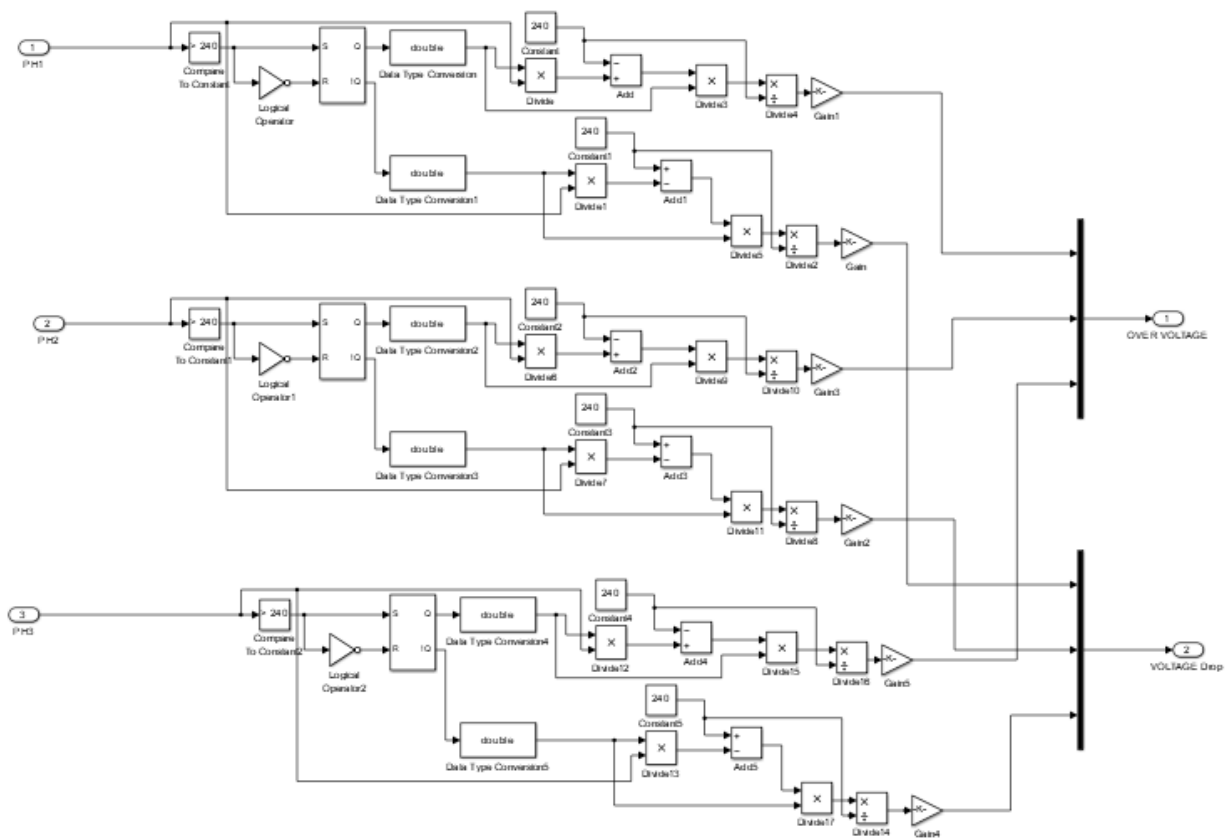 240
1
PH1
> 240
Compare
To Constant
Logical
Operator
S
R
Q
!Q
double
Data Type Conversion
×
Divide
Constant
−
+
Add
×
Divide3
×
÷
Divide4
Gain1
240
Constant1
double
Data Type Conversion1
×
Divide1
+
−
Add1
×
Divide5
×
÷
Divide2
Gain
2
PH2
> 240
Compare
To Constant1
Logical
Operator1
S
R
Q
!Q
double
Data Type Conversion2
×
Divide6
240
Constant2
−
+
Add2
×
Divide9
×
÷
Divide10
Gain3
1
OVER VOLTAGE
240
Constant3
double
Data Type Conversion3
×
Divide7
+
−
Add3
×
Divide11
×
÷
Divide8
Gain2
3
PH3
> 240
Compare
To Constant2
Logical
Operator2
S
R
Q
!Q
double
Data Type Conversion4
×
Divide12
240
Constant4
−
+
Add4
×
Divide15
×
÷
Divide16
Gain5
2
VOLTAGE Drop
240
Constant5
double
Data Type Conversion5
×
Divide13
+
−
Add5
×
Divide17
×
÷
Divide14
Gain4